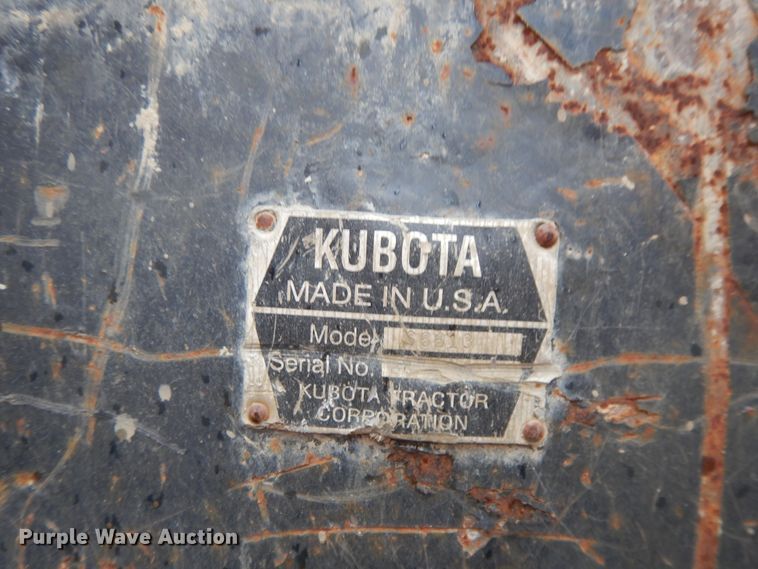 KUBOTA
MADE IN U.S.A.
Model
Serial No.
KUBOTA TRACTOR
CORPORATION
Purple Wave Auction